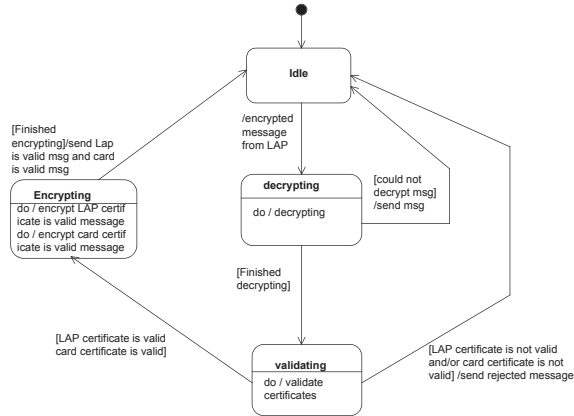 Idle
/encrypted
message
from LAP
[Finished
encrypting]/send Lap
is valid msg and card
is valid msg
[could not
decrypt msg]
/send msg
decrypting
do / decrypting
Encrypting
do / encrypt LAP certif
icate is valid message
do / encrypt card certif
icate is valid message
[Finished
decrypting]
[LAP certificate is valid
card certificate is valid]
[LAP certificate is not valid
and/or card certificate is not
valid] /send rejected message
validating
do / validate
certificates